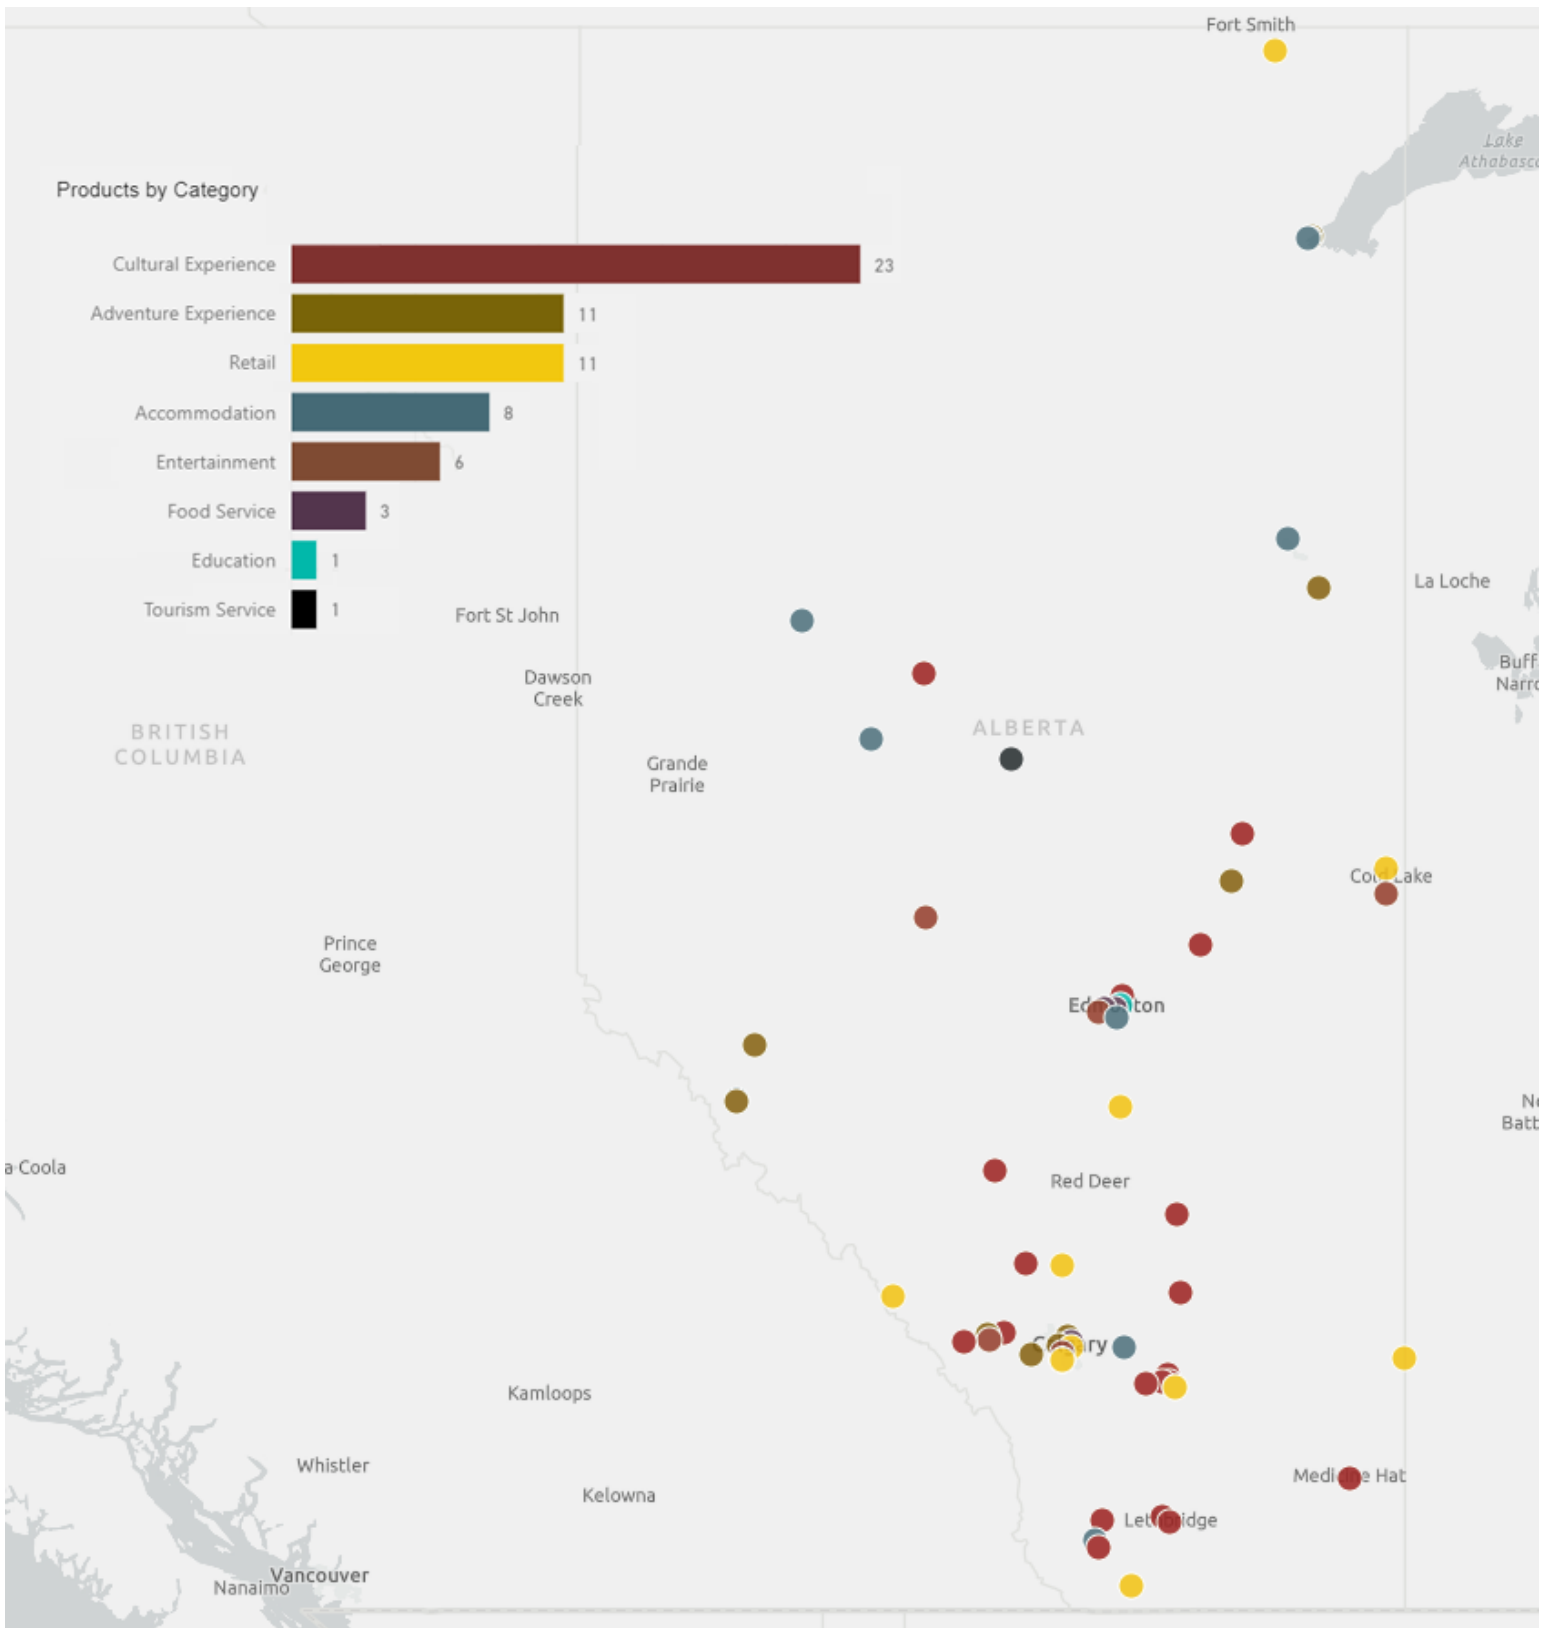 Fort Smith
Lake
Products by Category
Cultural Experience 23
Adventure Experience 11
Retail 11
Accommodation 8
Entertainment 6
Food Service 3
Education 1
Tourism Service 1
La Loche
Fort St John
Dawson
Creek
BRITISH
COLUMBIA
ALBERTA
Grande
Prairie
Prince
George
Red Deer
Kamloops
Whistler
Kelowna
Vancouver
Nanaimo